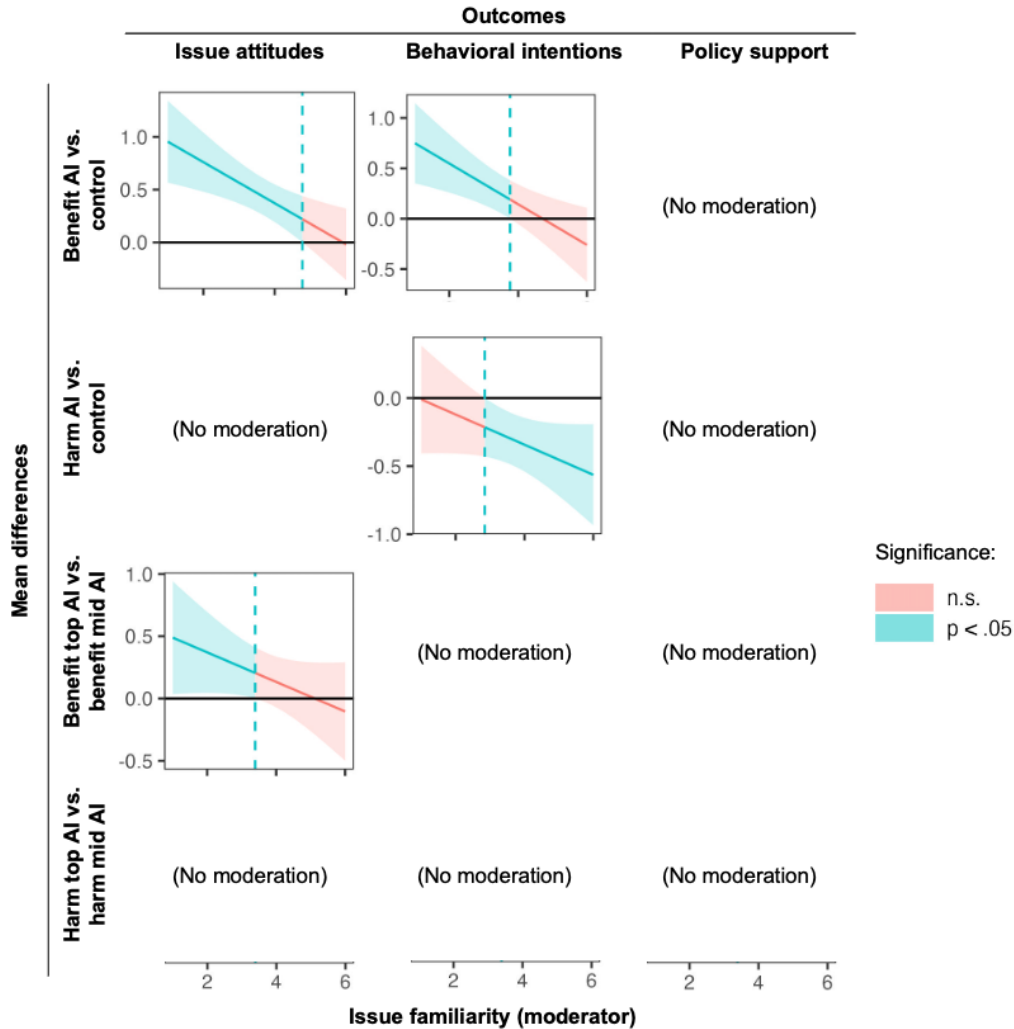 Outcomes
Issue attitudes
Behavioral intentions
Policy support
Mean differences
Benefit AI vs.
control
1.0
0.5
0.0
1.0
0.5
0.0
-0.5
(No moderation)
Harm AI vs.
control
(No moderation)
0.0
-0.5
-1.0
(No moderation)
Benefit top AI vs.
benefit mid AI
1.0
0.5
0.0
-0.5
(No moderation)
(No moderation)
Significance:
n.s.
p < .05
Harm top AI vs.
harm mid AI
(No moderation)
(No moderation)
(No moderation)
2 4 6
2 4 6
2 4 6
Issue familiarity (moderator)